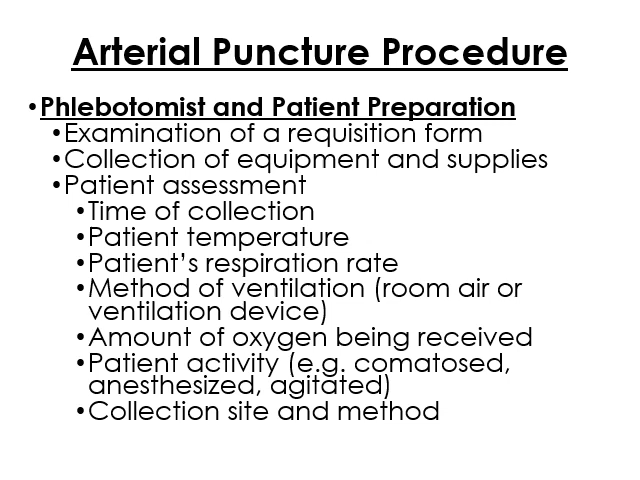 Arterial Puncture Procedure
•Phlebotomist and Patient Preparation
•Examination of a requisition form
•Collection of equipment and supplies
•Patient assessment
•Time of collection
•Patient temperature
•Patient’s respiration rate
•Method of ventilation (room air or
ventilation device)
•Amount of oxygen being received
•Patient activity (e.g. comatosed,
anesthesized, agitated)
•Collection site and method